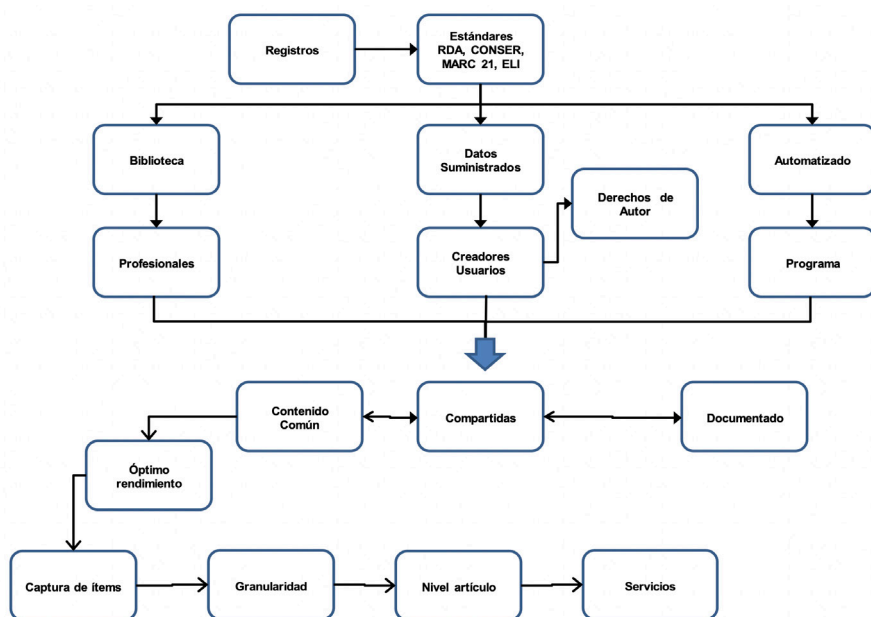 Registros
Estándares
RDA, CONSER,
MARC 21, ELI
Biblioteca
Datos
Suministrados
Automatizado
Derechos de
Autor
Profesionales
Creadores
Usuarios
Programa
Contenido
Común
Compartidas
Documentado
Óptimo
rendimiento
Captura de ítems
Granularidad
Nivel artículo
Servicios